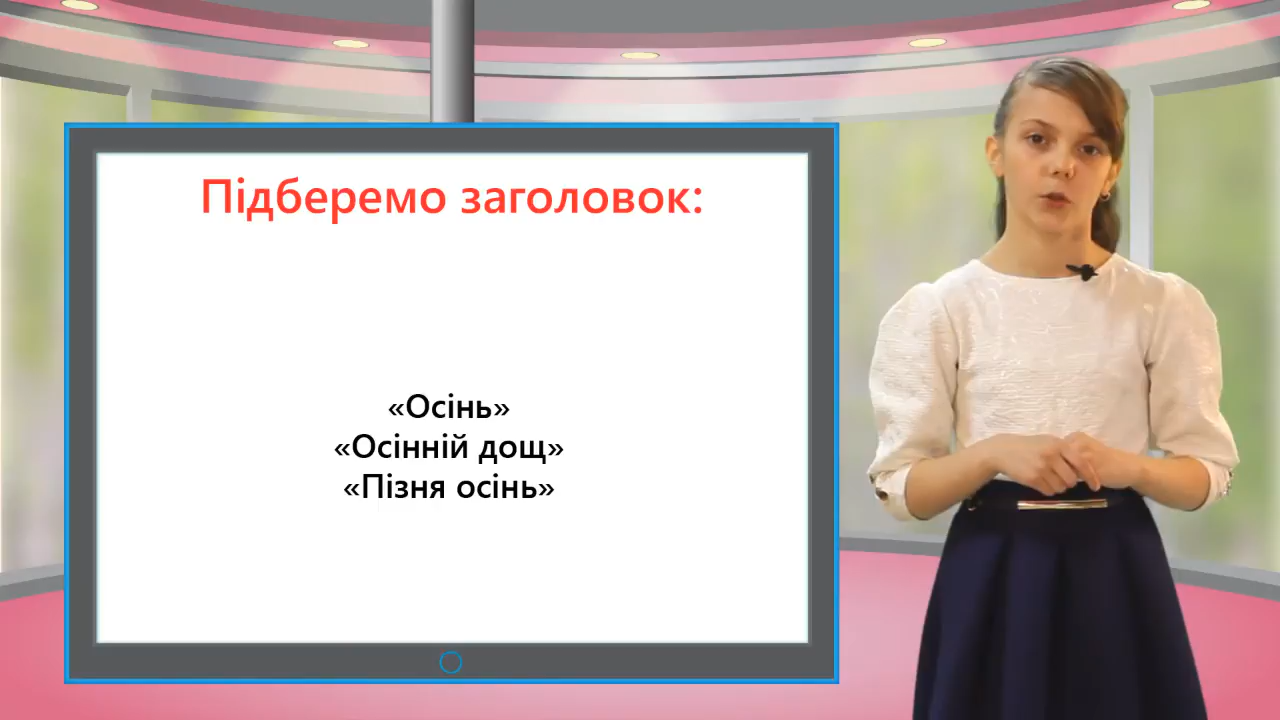 Підберемо заголовок:
«Осінь»
«Осінній дощ»
«Пізня осінь»